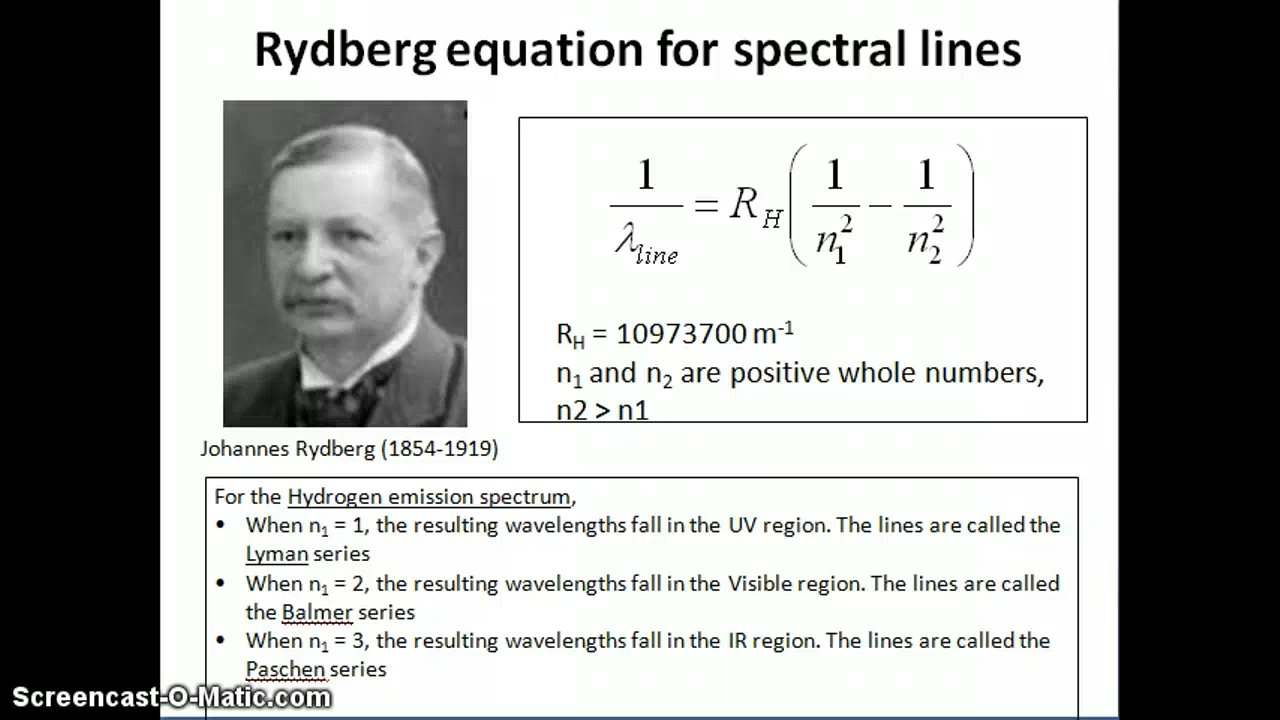 Rydberg equation for spectral lines
1/λ_line = R_H (1/n₁² − 1/n₂²)
R_H = 10973700 m⁻¹
n₁ and n₂ are positive whole numbers,
n2 > n1
Johannes Rydberg (1854-1919)
For the Hydrogen emission spectrum,
• When n₁ = 1, the resulting wavelengths fall in the UV region. The lines are called the
Lyman series
• When n₁ = 2, the resulting wavelengths fall in the Visible region. The lines are called
the Balmer series
• When n₁ = 3, the resulting wavelengths fall in the IR region. The lines are called the
Paschen series
Screencast-O-Matic.com